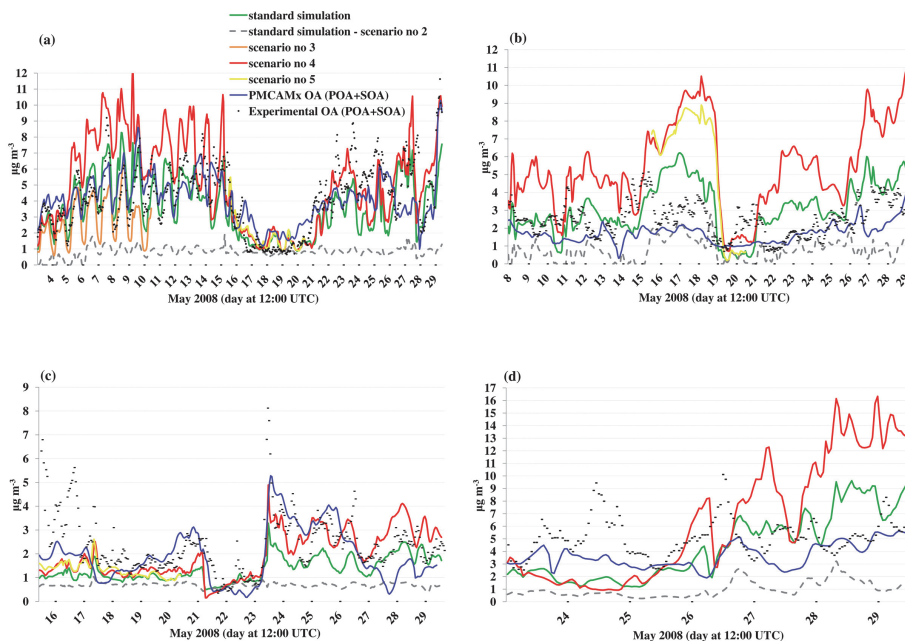 standard simulation
(a)
standard simulation - scenario no 2
scenario no 3
scenario no 4
scenario no 5
PMCAMx OA (POA+SOA)
Experimental OA (POA+SOA)
12
11
10
9
8
7
6
5
4
3
2
1
0
µg m-3
4 5 6 7 8 9 10 11 12 13 14 15 16 17 18 19 20 21 22 23 24 25 26 27 28 29
May 2008 (day at 12:00 UTC)
(b)
12
11
10
9
8
7
6
5
4
3
2
1
0
µg m-3
8 9 10 11 12 13 14 15 16 17 18 19 20 21 22 23 24 25 26 27 28 29
May 2008 (day at 12:00 UTC)
(c)
9
8
7
6
5
4
3
2
1
0
µg m-3
16 17 18 19 20 21 22 23 24 25 26 27 28 29
May 2008 (day at 12:00 UTC)
(d)
17
16
15
14
13
12
11
10
9
8
7
6
5
4
3
2
1
0
µg m-3
24 25 26 27 28 29
May 2008 (day at 12:00 UTC)